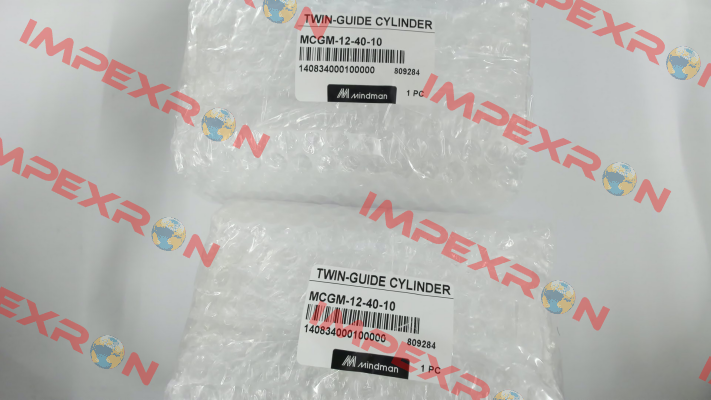 TWIN-GUIDE CYLINDER
MCGM-12-40-10
140834000100000 809284
Mindman 1 PC
TWIN-GUIDE CYLINDER
MCGM-12-40-10
140834000100000 809284
Mindman 1 PC
IMPEXRON
IMPEXRON
IMPEXRON
IMPEXRON
IMPEXRON
IMPEXRON
IMPEXRON